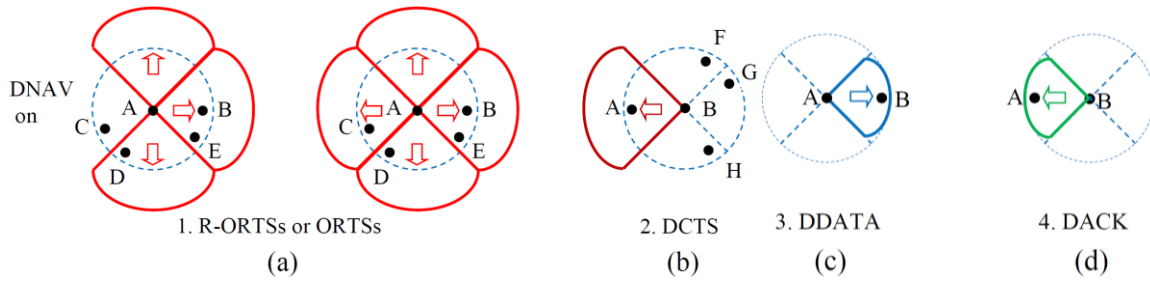 DNAV
on
A
B
C
D
E
A
B
C
D
E
1. R-ORTSs or ORTSs
(a)
F
G
A
B
H
2. DCTS
(b)
A
B
3. DDATA
(c)
A
B
4. DACK
(d)